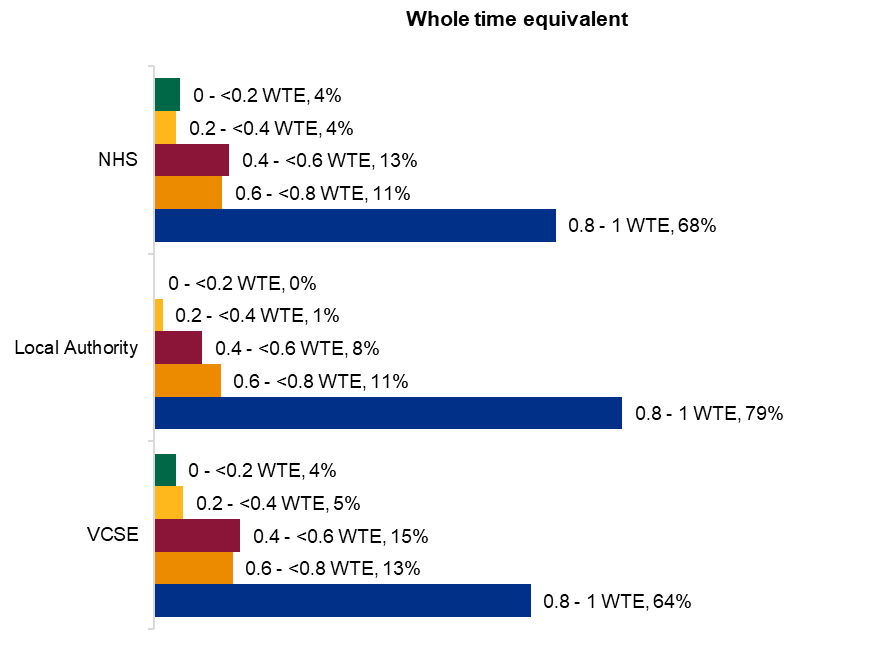 Whole time equivalent
NHS
0 - <0.2 WTE, 4%
0.2 - <0.4 WTE, 4%
0.4 - <0.6 WTE, 13%
0.6 - <0.8 WTE, 11%
0.8 - 1 WTE, 68%
Local Authority
0 - <0.2 WTE, 0%
0.2 - <0.4 WTE, 1%
0.4 - <0.6 WTE, 8%
0.6 - <0.8 WTE, 11%
0.8 - 1 WTE, 79%
VCSE
0 - <0.2 WTE, 4%
0.2 - <0.4 WTE, 5%
0.4 - <0.6 WTE, 15%
0.6 - <0.8 WTE, 13%
0.8 - 1 WTE, 64%